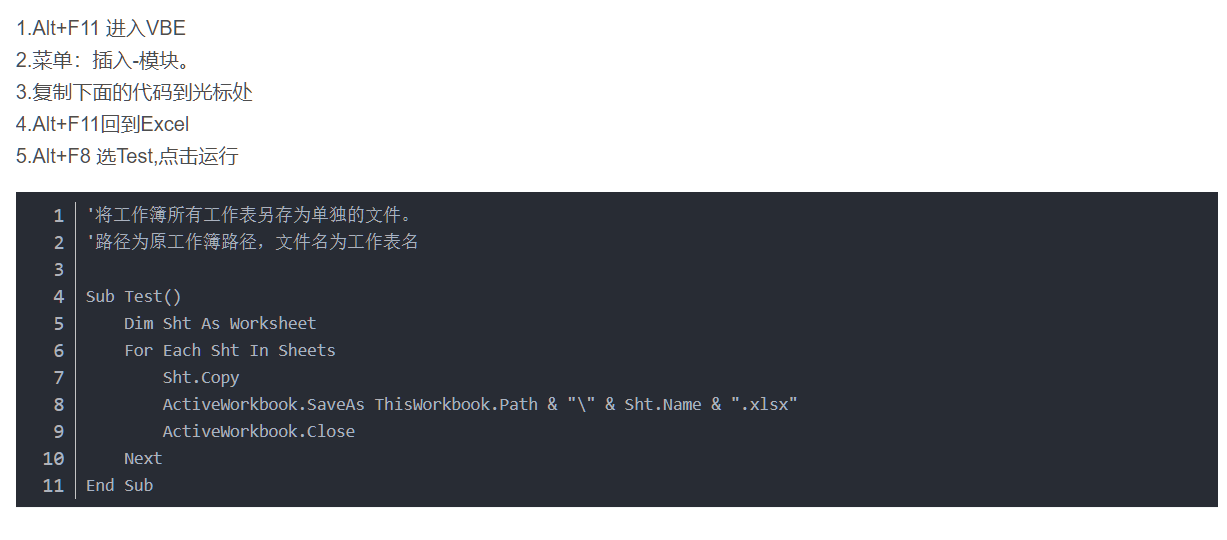 1.Alt+F11 进入VBE
2.菜单：插入-模块。
3.复制下面的代码到光标处
4.Alt+F11回到Excel
5.Alt+F8 选Test,点击运行
1 '将工作簿所有工作表另存为单独的文件。
2 '路径为原工作簿路径，文件名为工作表名
3
4 Sub Test()
5     Dim Sht As Worksheet
6     For Each Sht In Sheets
7         Sht.Copy
8         ActiveWorkbook.SaveAs ThisWorkbook.Path & "\" & Sht.Name & ".xlsx"
9         ActiveWorkbook.Close
10     Next
11 End Sub